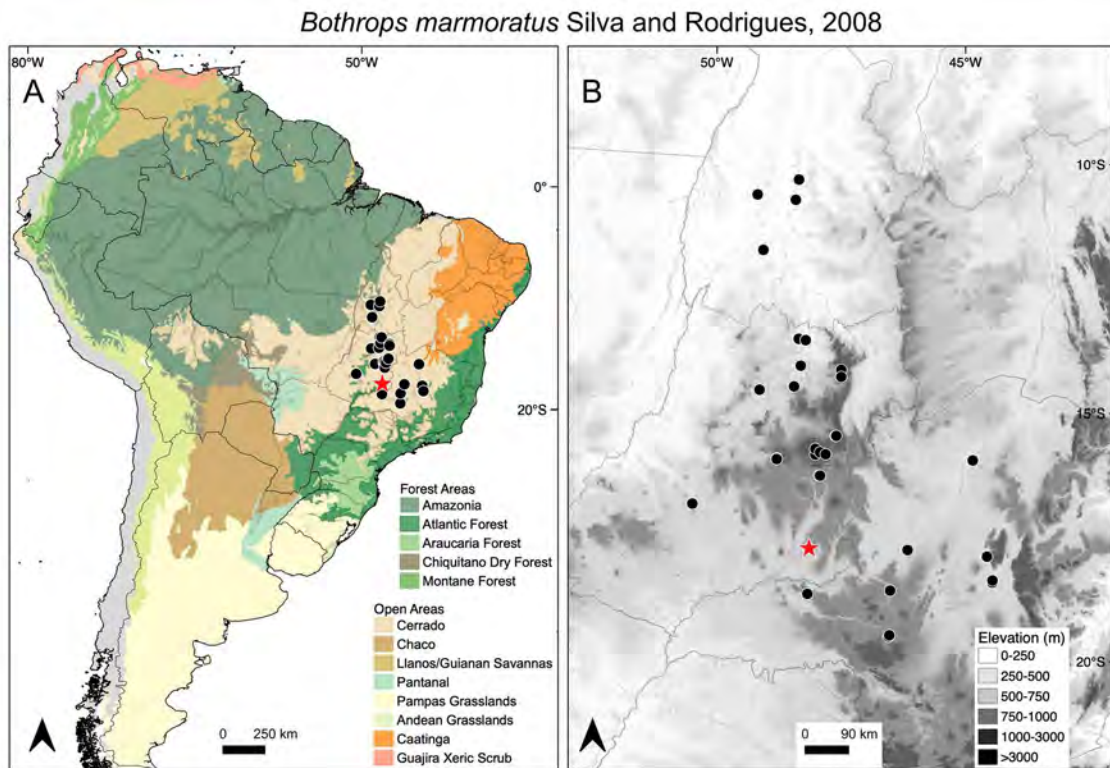 Bothrops marmoratus Silva and Rodrigues, 2008
80°W
50°W
A
0°
20°S
Forest Areas
Amazonia
Atlantic Forest
Araucaria Forest
Chiquitano Dry Forest
Montane Forest
Open Areas
Cerrado
Chaco
Llanos/Guianan Savannas
Pantanal
Pampas Grasslands
Andean Grasslands
Caatinga
Guajira Xeric Scrub
0 250 km
50°W
45°W
B
10°S
15°S
20°S
Elevation (m)
0-250
250-500
500-750
750-1000
1000-3000
>3000
0 90 km